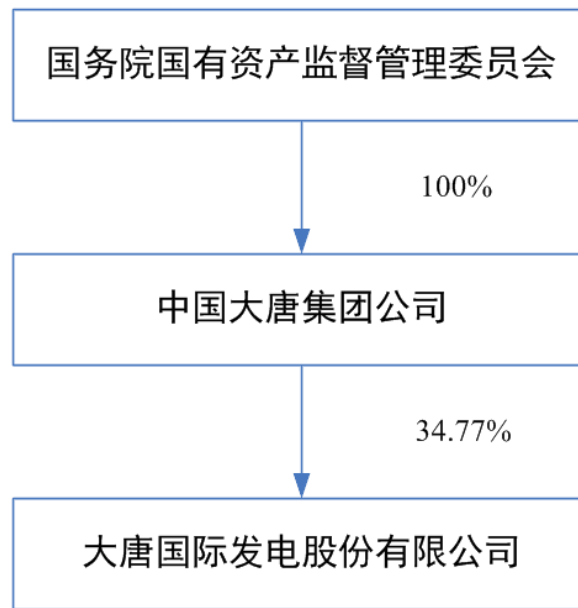 国务院国有资产监督管理委员会
100%
中国大唐集团公司
34.77%
大唐国际发电股份有限公司